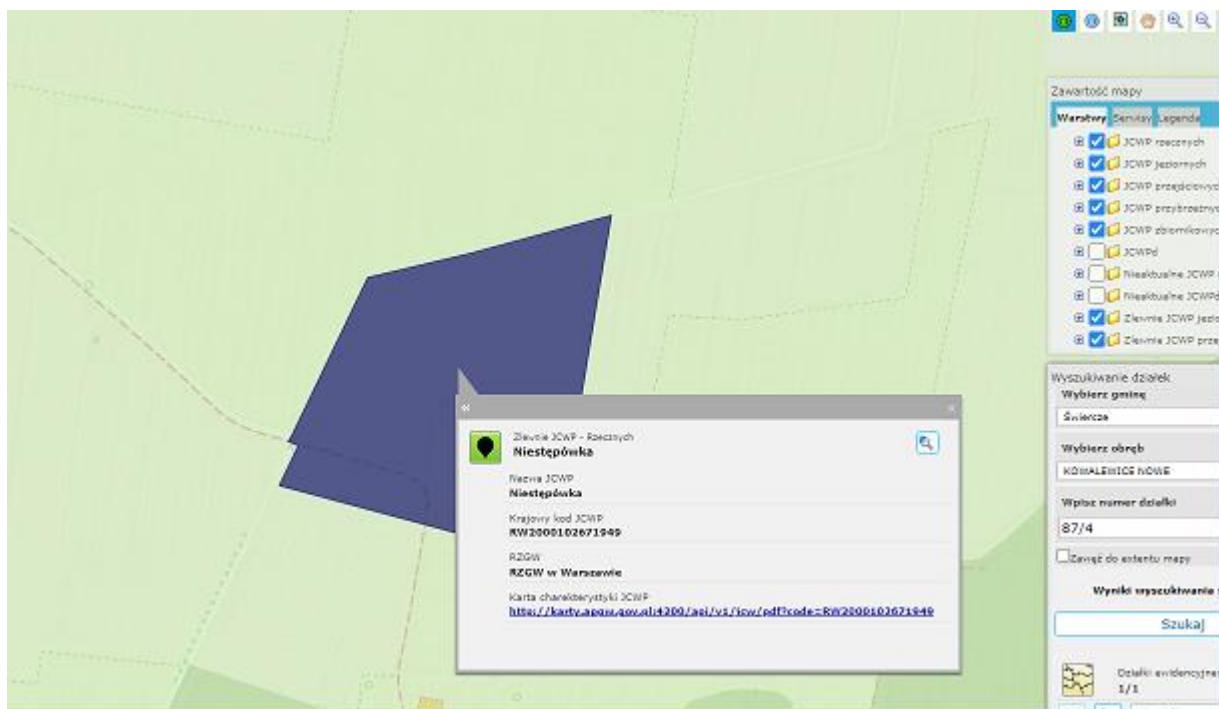 Zawartość mapy
Warstwy Serwisy Legenda
JCWP rzecznych
JCWP jeziornych
JCWP przejściowyc
JCWP przybrzeżnyc
JCWP zbiornikowyc
JCWPd
Nieaktualne JCWP
Nieaktualne JCWPd
Zlewnie JCWP jezio
Zlewnie JCWP prze
Wyszukiwanie działek
Wybierz gminę
Świercze
Wybierz obręb
KOWALEWICE NOWE
Wpisz numer działki
87/4
Zawęź do extentu mapy
Wyniki wyszukiwania
Szukaj
Działki ewidencyjne
1/1
Zlewnie JCWP - Rzecznych
Niestępówka
Nazwa JCWP
Niestępówka
Krajowy kod JCWP
RW2000102671949
RZGW
RZGW w Warszawie
Karta charakterystyki JCWP
http://karty.apgw.gov.pl:4200/api/v1/jcw/pdf?code=RW2000102671949